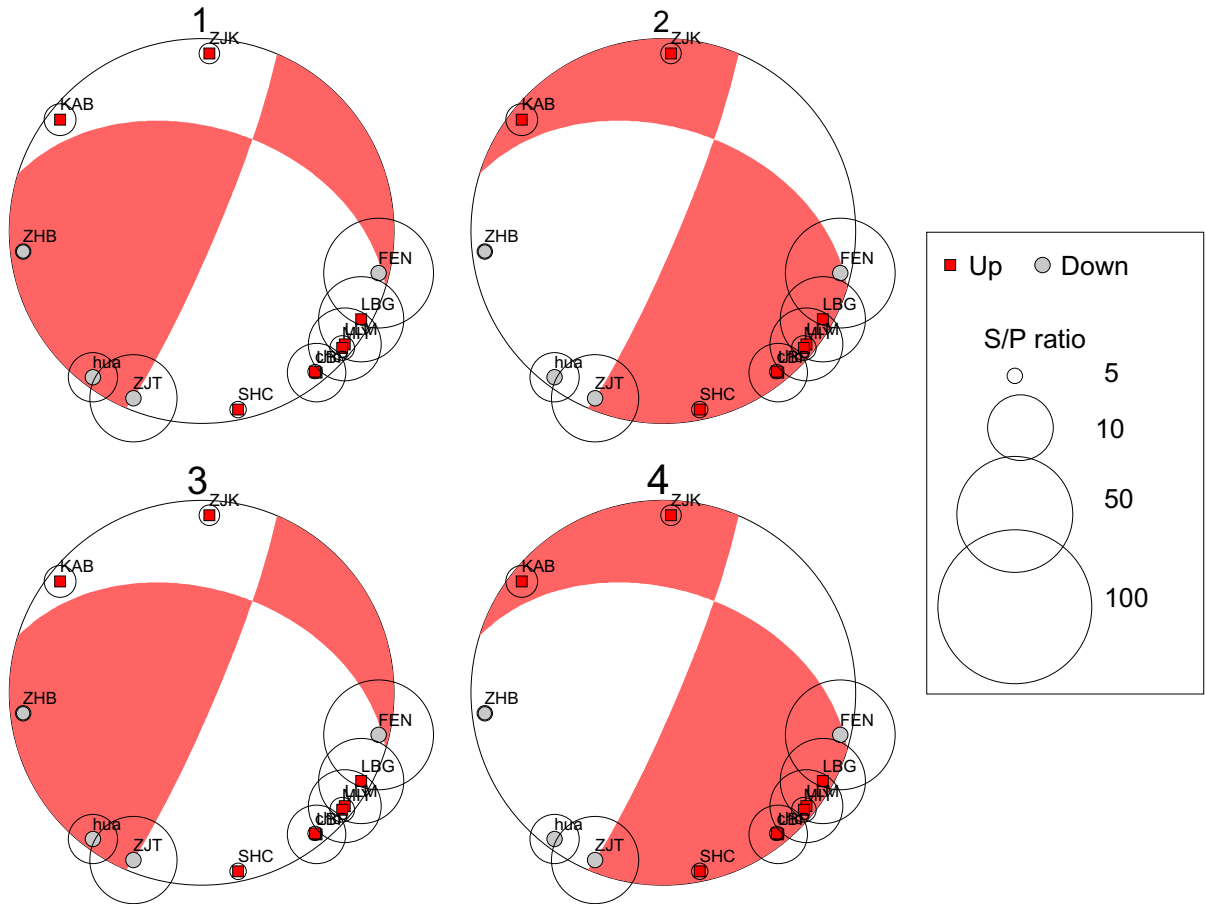 1
ZJK
KAB
ZHB
FEN
LBG
hua
ZJT
SHC
2
ZJK
KAB
ZHB
FEN
LBG
hua
ZJT
SHC
Up
Down
S/P ratio
5
10
50
100
3
ZJK
KAB
ZHB
FEN
LBG
hua
ZJT
SHC
4
ZJK
KAB
ZHB
FEN
LBG
hua
ZJT
SHC